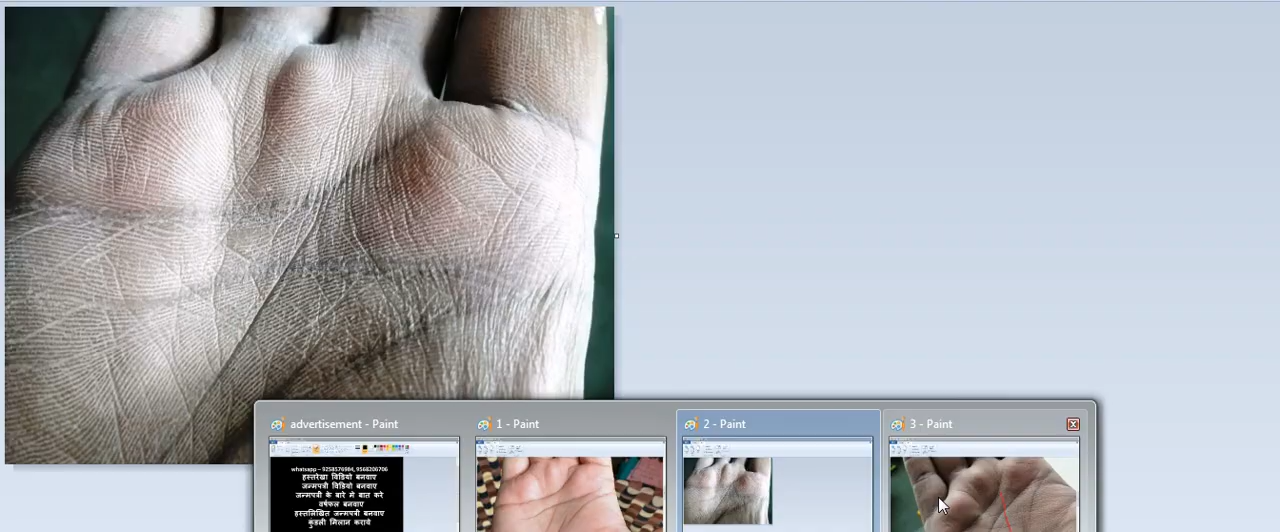 advertisement - Paint
1 - Paint
2 - Paint
3 - Paint
whatsapp – 9258576984, 9568206706
हस्तरेखा विडियो बनवाए
जन्मपत्री विडियो बनवाए
जन्मपत्री के बारे मे बात करे
वर्षफल बनवाए
हस्तलिखित जन्मपत्री बनवाए
कुंडली मिलान कराये